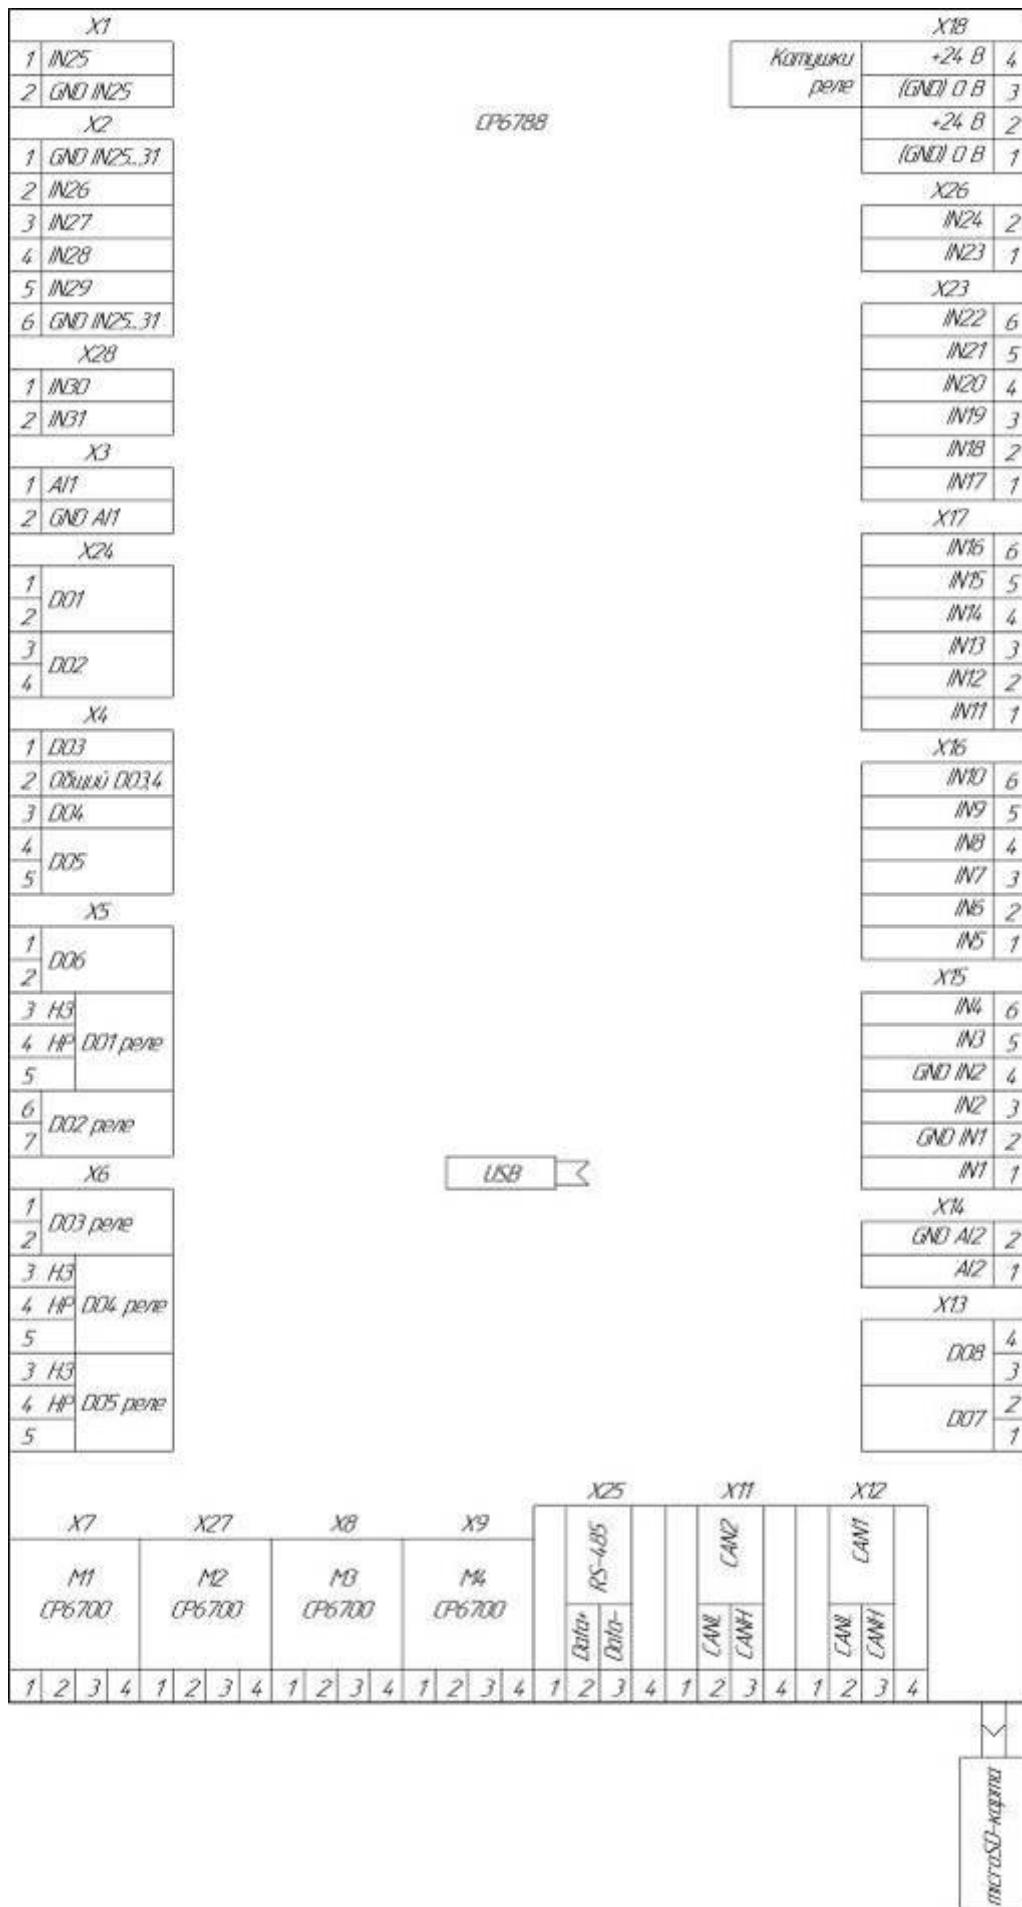 X1
1 IN25
2 GND IN25
X2
1 GND IN25..31
2 IN26
3 IN27
4 IN28
5 IN29
6 GND IN25..31
X28
1 IN30
2 IN31
X3
1 AI1
2 GND AI1
X24
1
DO1
2
3
DO2
4
X4
1 DO3
2 Общий DO3,4
3 DO4
4
DO5
5
X5
1
DO6
2
3 НЗ
4 НР DO1 реле
5
6
DO2 реле
7
X6
1
DO3 реле
2
3 НЗ
4 НР DO4 реле
5
3 НЗ
4 НР DO5 реле
5
CP6788
USB
X18
Катушки
реле
+24 В 4
(GND) 0 В 3
+24 В 2
(GND) 0 В 1
X26
IN24 2
IN23 1
X23
IN22 6
IN21 5
IN20 4
IN19 3
IN18 2
IN17 1
X17
IN16 6
IN15 5
IN14 4
IN13 3
IN12 2
IN11 1
X16
IN10 6
IN9 5
IN8 4
IN7 3
IN6 2
IN5 1
X15
IN4 6
IN3 5
GND IN2 4
IN2 3
GND IN1 2
IN1 1
X14
GND AI2 2
AI2 1
X13
4
DO8
3
2
DO7
1
X7
M1
CP6700
1 2 3 4
X27
M2
CP6700
1 2 3 4
X8
M3
CP6700
1 2 3 4
X9
M4
CP6700
1 2 3 4
X25
RS-485
Data+
Data-
1 2 3 4
X11
CAN2
CANL
CANH
1 2 3 4
X12
CAN1
CANL
CANH
1 2 3 4
microSD-карта